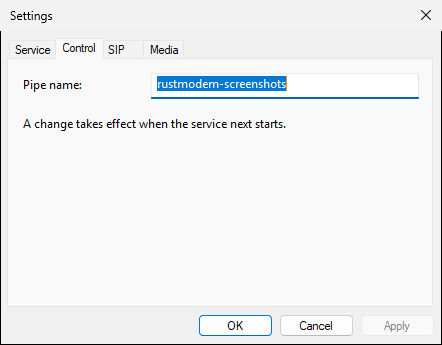 Settings
Service Control SIP Media
Pipe name: rustmodem-screenshots
A change takes effect when the service next starts.
OK Cancel Apply